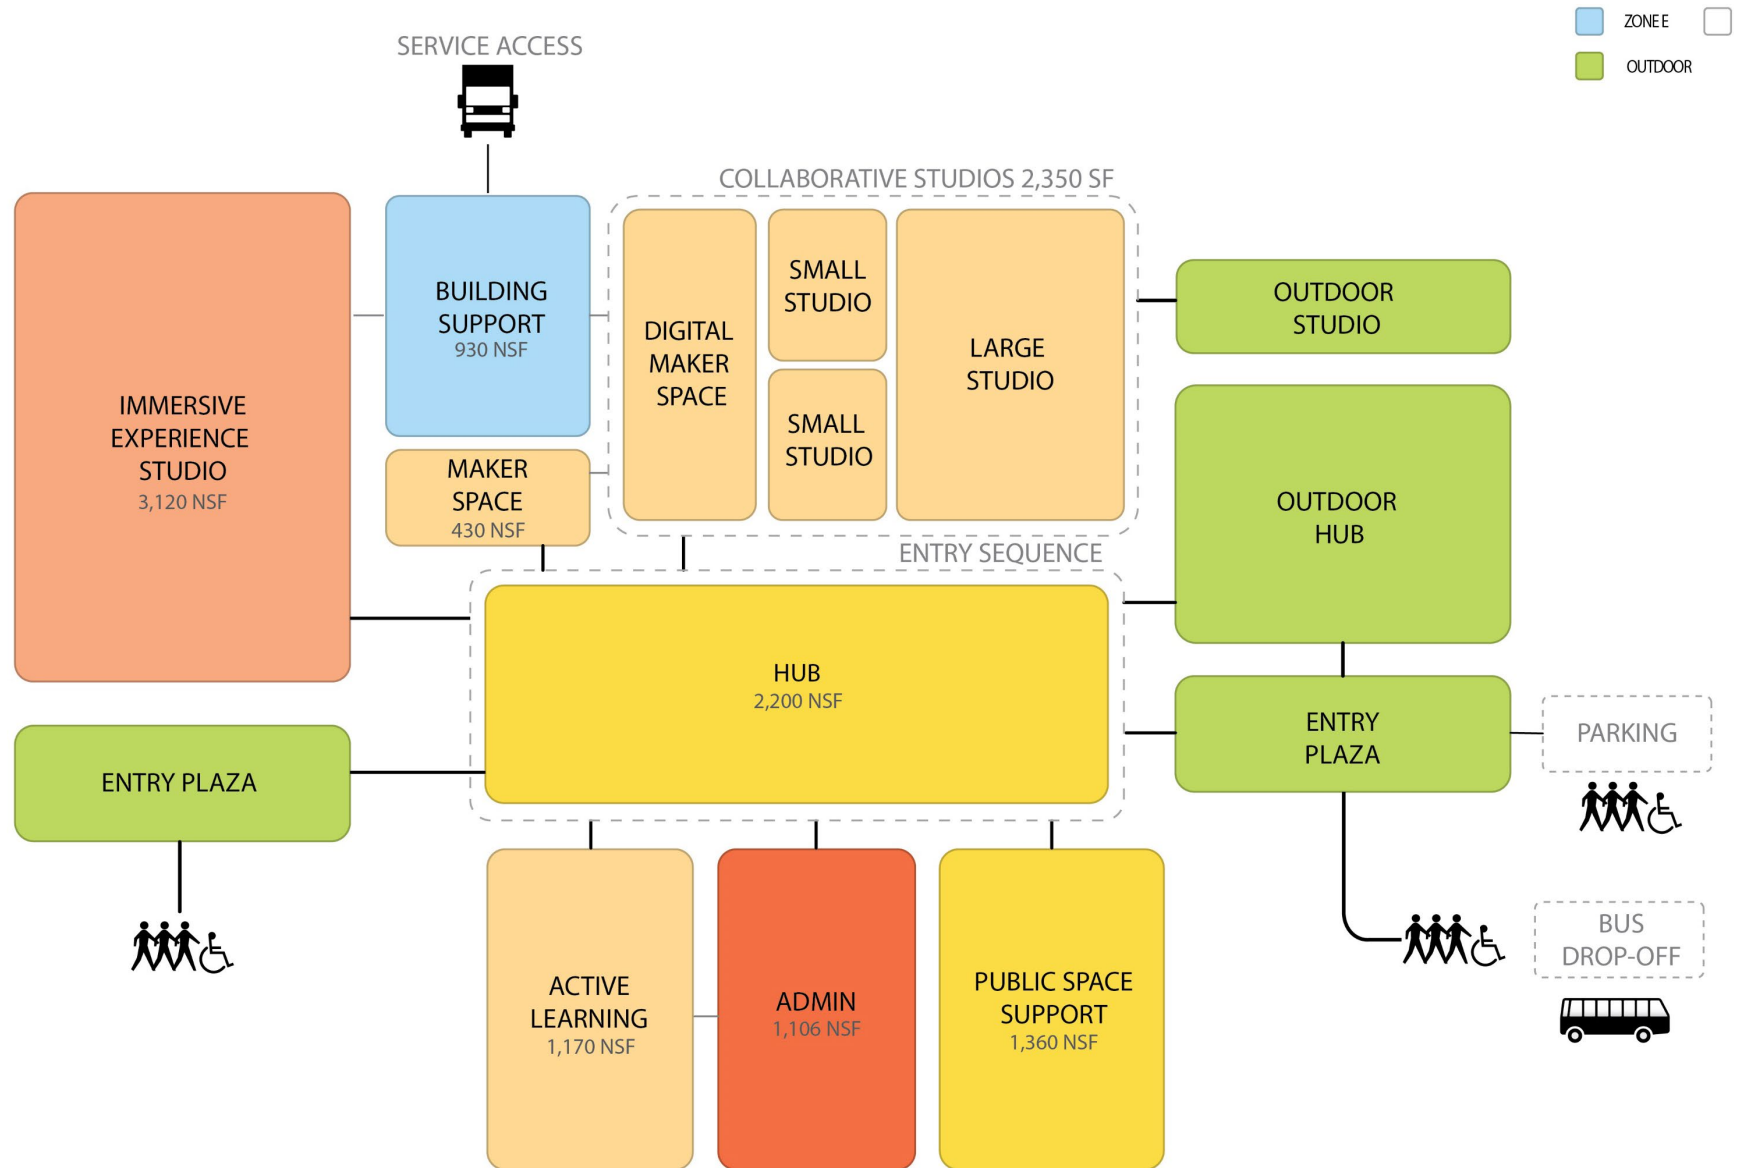 ZONE E
OUTDOOR
SERVICE ACCESS
COLLABORATIVE STUDIOS 2,350 SF
IMMERSIVE
EXPERIENCE
STUDIO
3,120 NSF
BUILDING
SUPPORT
930 NSF
MAKER
SPACE
430 NSF
DIGITAL
MAKER
SPACE
SMALL
STUDIO
SMALL
STUDIO
LARGE
STUDIO
OUTDOOR
STUDIO
OUTDOOR
HUB
ENTRY SEQUENCE
HUB
2,200 NSF
ENTRY PLAZA
ENTRY
PLAZA
PARKING
BUS
DROP-OFF
ACTIVE
LEARNING
1,170 NSF
ADMIN
1,106 NSF
PUBLIC SPACE
SUPPORT
1,360 NSF